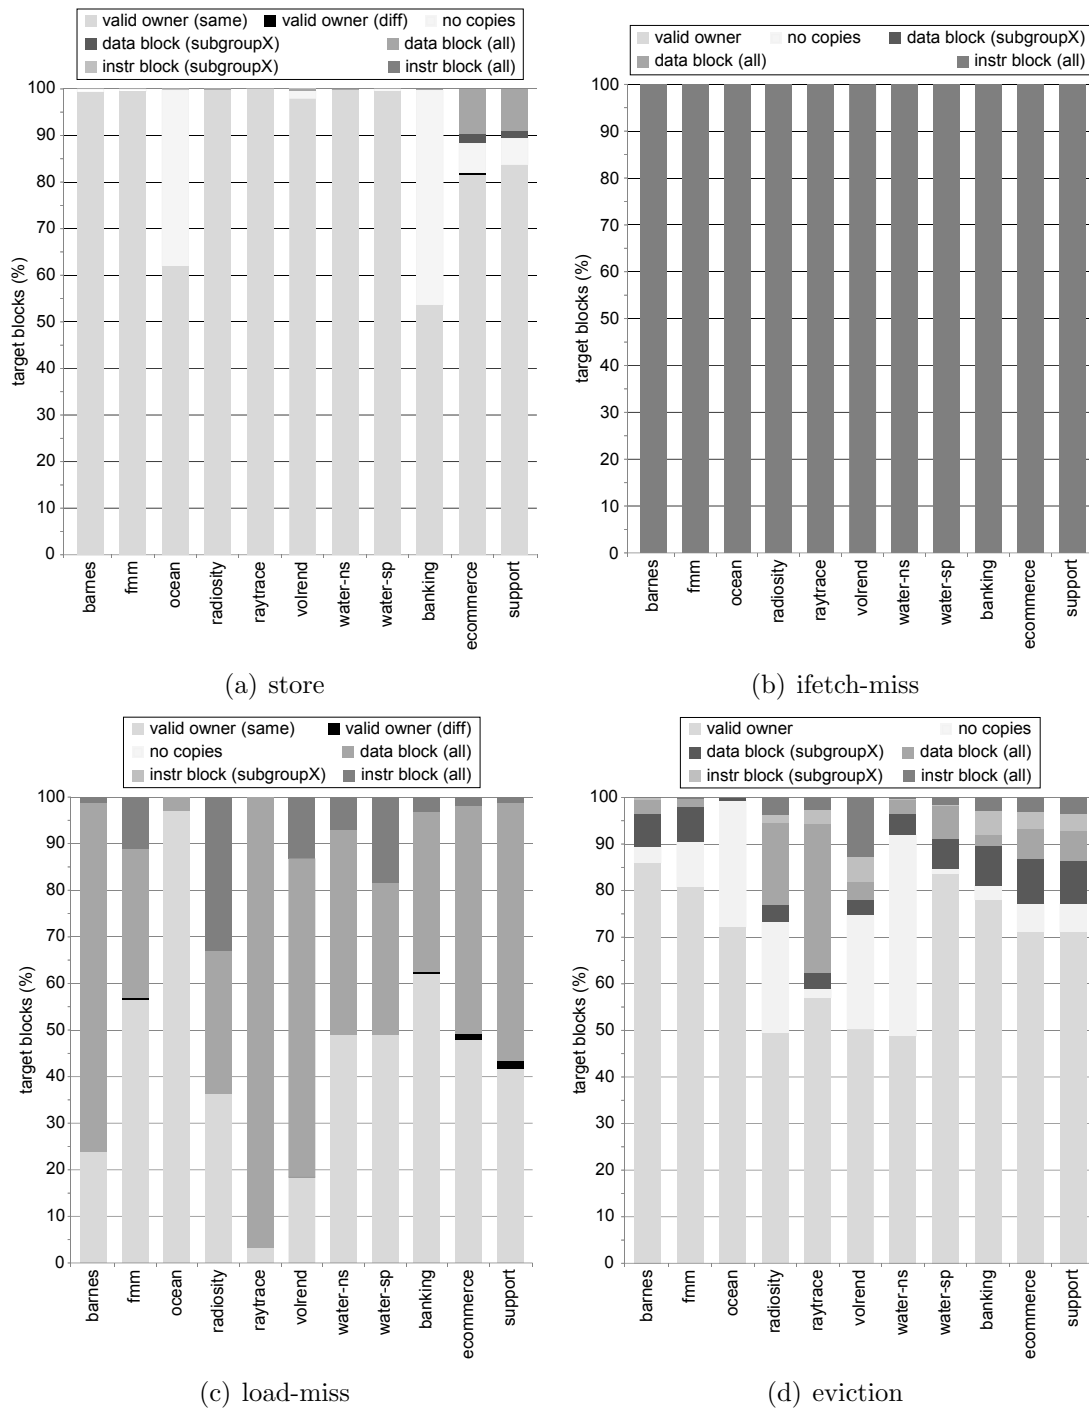 valid owner (same) valid owner (diff) no copies
data block (subgroupX) data block (all)
instr block (subgroupX) instr block (all)
100
90
80
70
60
50
40
30
20
10
0
target blocks (%)
barnes fmm ocean radiosity raytrace volrend water-ns water-sp banking ecommerce support
(a) store
valid owner no copies data block (subgroupX)
data block (all) instr block (all)
100
90
80
70
60
50
40
30
20
10
0
target blocks (%)
barnes fmm ocean radiosity raytrace volrend water-ns water-sp banking ecommerce support
(b) ifetch-miss
valid owner (same) valid owner (diff)
no copies data block (all)
instr block (subgroupX) instr block (all)
100
90
80
70
60
50
40
30
20
10
0
target blocks (%)
barnes fmm ocean radiosity raytrace volrend water-ns water-sp banking ecommerce support
(c) load-miss
valid owner no copies
data block (subgroupX) data block (all)
instr block (subgroupX) instr block (all)
100
90
80
70
60
50
40
30
20
10
0
target blocks (%)
barnes fmm ocean radiosity raytrace volrend water-ns water-sp banking ecommerce support
(d) eviction